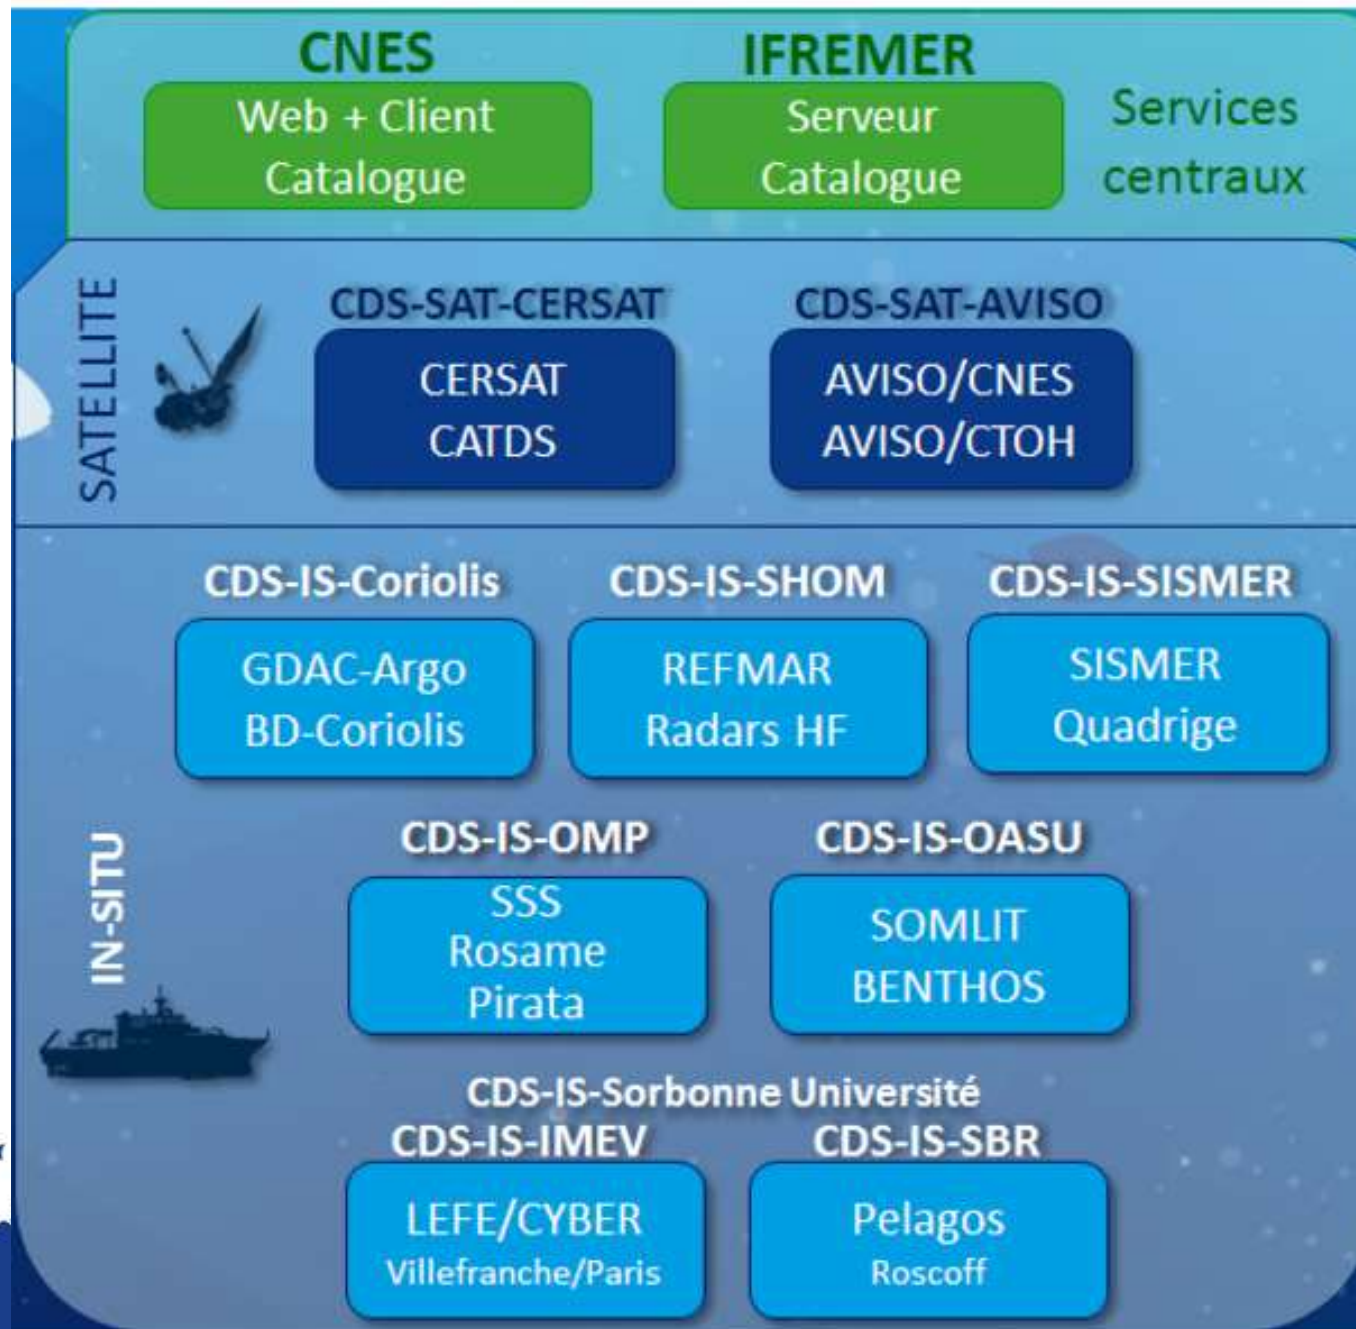 CNES
IFREMER
Web + Client
Catalogue
Serveur
Catalogue
Services
centraux
SATELLITE
CDS-SAT-CERSAT
CDS-SAT-AVISO
CERSAT
CATDS
AVISO/CNES
AVISO/CTOH
IN-SITU
CDS-IS-Coriolis
CDS-IS-SHOM
CDS-IS-SISMER
GDAC-Argo
BD-Coriolis
REFMAR
Radars HF
SISMER
Quadrige
CDS-IS-OMP
CDS-IS-OASU
SSS
Rosame
Pirata
SOMLIT
BENTHOS
CDS-IS-Sorbonne Université
CDS-IS-IMEV
CDS-IS-SBR
LEFE/CYBER
Villefranche/Paris
Pelagos
Roscoff